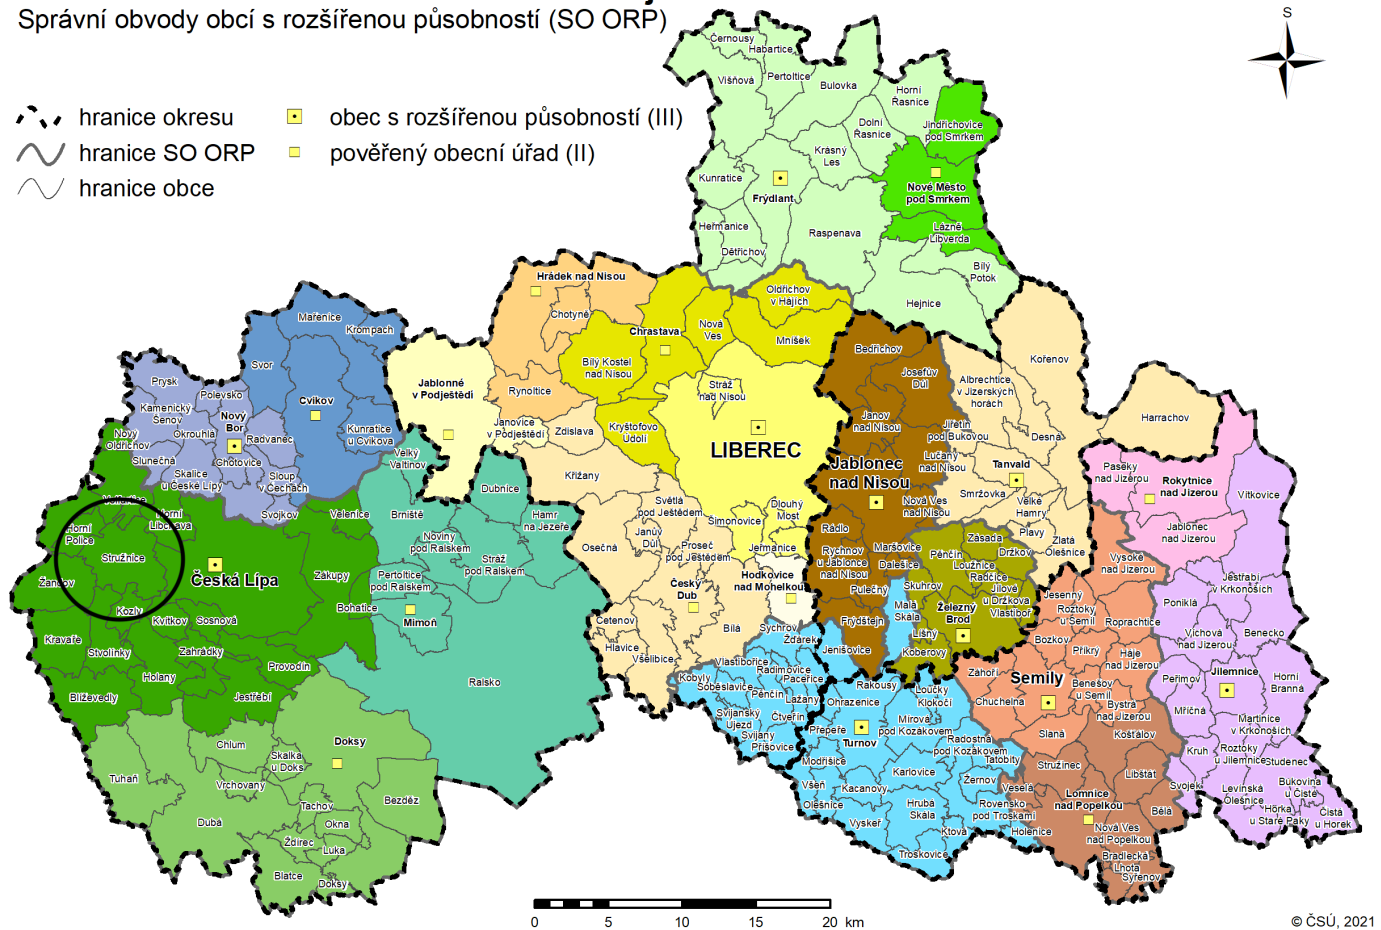 Správní obvody obcí s rozšířenou působností (SO ORP)
hranice okresu
obec s rozšířenou působností (III)
hranice SO ORP
pověřený obecní úřad (II)
hranice obce
S
Černousy
Habartice
Višňová
Pertoltice
Bulovka
Horní
Řasnice
Dolní
Řasnice
Jindřichovice
pod Smrkem
Krásný
Les
Kunratice
Frýdlant
Nové Město
pod Smrkem
Heřmanice
Raspenava
Lázně
Libverda
Dětřichov
Bílý
Potok
Hejnice
Hrádek nad Nisou
Oldřichov
v Hájích
Chotyně
Chrastava
Nová
Ves
Mníšek
Bílý Kostel
nad Nisou
Mařenice
Krompach
Svor
Cvikov
Kunratice
u Cvikova
Jablonné
v Podještědí
Rynoltice
Stráž
nad Nisou
Janovice
v Podještědí
Zdislava
Kryštofovo
Údolí
LIBEREC
Křižany
Bedřichov
Josefův
Důl
Kořenov
Albrechtice
v Jizerských
horách
Harrachov
Janov
nad Nisou
Jiřetín
pod Bukovou
Desná
Lučany
nad Nisou
Tanvald
Jablonec
nad Nisou
Smržovka
Velké
Hamry
Nová Ves
nad Nisou
Plavy
Zlatá
Olešnice
Paseky
nad Jizerou
Rokytnice
nad Jizerou
Vítkovice
Jablonec
nad Jizerou
Prysk
Polevsko
Kamenický
Šenov
Nový
Bor
Okrouhlá
Radvanec
Nový
Oldřichov
Chotovice
Slunečná
Skalice
u České Lípy
Sloup
v Čechách
Svojkov
Velký
Valtinov
Dubnice
Velenice
Brniště
Hamr
na Jezeře
Horní
Libchava
Horní
Police
Stružnice
Noviny
pod Ralskem
Stráž
pod Ralskem
Žandov
Česká Lípa
Zákupy
Pertoltice
pod Ralskem
Kozly
Bohatice
Mimoň
Kvítkov
Sosnová
Kravaře
Stvolínky
Zahrádky
Provodín
Holany
Ralsko
Blíževedly
Jestřebí
Světlá
pod Ještědem
Šimonovice
Dlouhý
Most
Osečná
Janův
Důl
Proseč
pod Ještědem
Jeřmanice
Český
Dub
Hodkovice
nad Mohelkou
Cetenov
Bílá
Sychrov
Žďárek
Hlavice
Všelibice
Rádlo
Rychnov
u Jablonce
nad Nisou
Maršovice
Dalešice
Pulečný
Frýdštejn
Jenišovice
Malá
Skála
Zásada
Pěnčín
Držkov
Loužnice
Radčice
Skuhrov
Jílové
u Držkova
Železný
Brod
Vlastiboř
Líšný
Koberovy
Vysoké
nad Jizerou
Jesenný
Roztoky
u Semil
Roprachtice
Bozkov
Příkrý
Háje
nad Jizerou
Záhoří
Semily
Benešov
u Semil
Chuchelna
Bystrá
nad Jizerou
Slaná
Košťálov
Jestřabí
v Krkonoších
Poniklá
Víchová
nad Jizerou
Benecko
Peřimov
Jilemnice
Horní
Branná
Mříčná
Martinice
v Krkonoších
Kruh
Roztoky
u Jilemnice
Studenec
Svojek
Levínská
Olešnice
Bukovina
u Čisté
Horka
u Staré Paky
Čistá
u Horek
Vlastibořice
Radimovice
Paceřice
Kobyly
Soběslavice
Pěnčín
Lažany
Svijanský
Újezd
Čtveřín
Svijany
Příšovice
Rakousy
Loučky
Klokočí
Ohrazenice
Mírová
pod Kozákovem
Přepeře
Turnov
Radostná
pod Kozákovem
Tatobity
Modřišice
Karlovice
Všeň
Kacanovy
Žernov
Olešnice
Hrubá
Skála
Rovensko
pod Troskami
Vyskeř
Ktová
Holenice
Troskovice
Stružinec
Libštát
Veselá
Lomnice
nad Popelkou
Bělá
Nová Ves
nad Popelkou
Bradlecká
Lhota
Syřenov
Chlum
Doksy
Skalka
u Doks
Tuhaň
Vrchovany
Bezděz
Tachov
Dubá
Okna
Ždírec
Luka
Blatce
Doksy
0 5 10 15 20 km
© ČSÚ, 2021